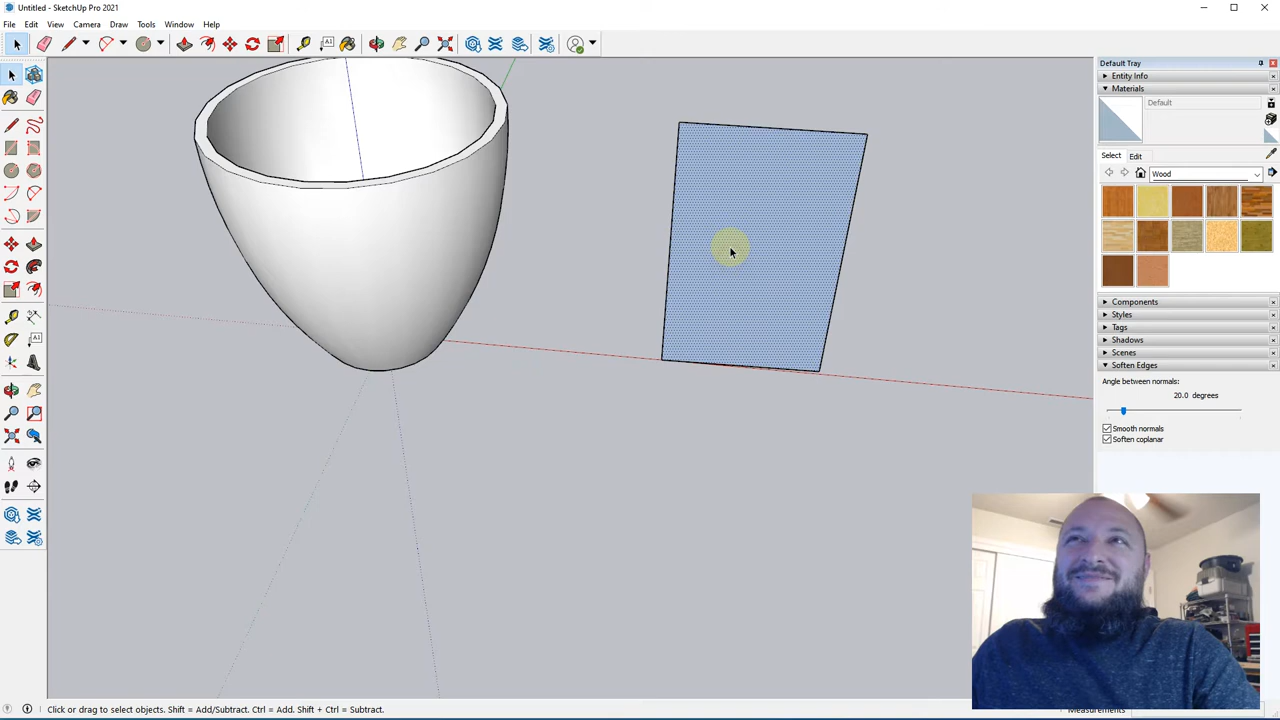 Untitled - SketchUp Pro 2021
File Edit View Camera Draw Tools Window Help
Default Tray
Entity Info
Materials
Default
Select Edit
Wood
Components
Styles
Tags
Shadows
Scenes
Soften Edges
Angle between normals:
20.0 degrees
Smooth normals
Soften coplanar
Click or drag to select objects. Shift = Add/Subtract. Ctrl = Add. Shift + Ctrl = Subtract.
Measurements